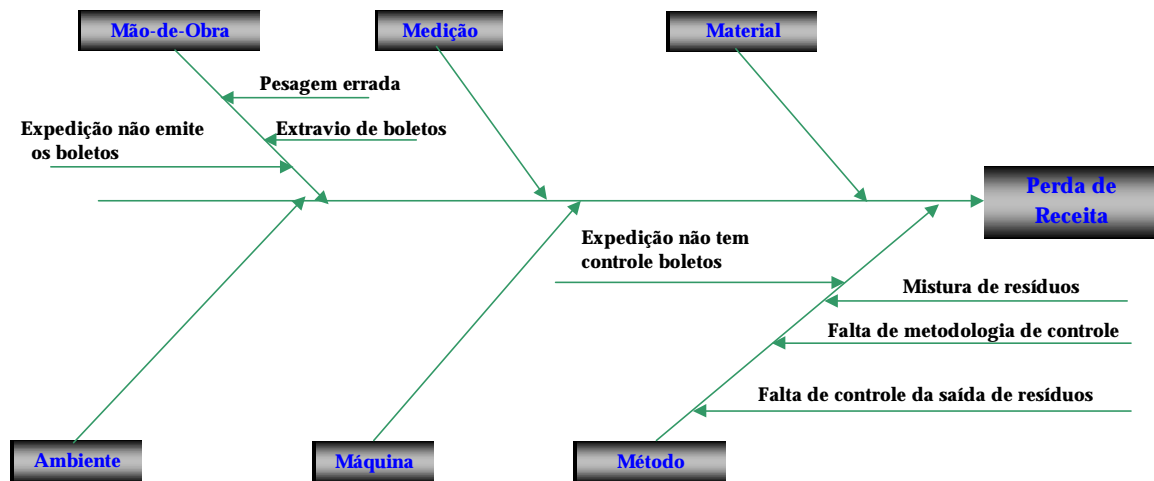 Mão-de-Obra
Medição
Material
Pesagem errada
Expedição não emite
os boletos
Extravio de boletos
Perda de
Receita
Expedição não tem
controle boletos
Mistura de resíduos
Falta de metodologia de controle
Falta de controle da saída de resíduos
Ambiente
Máquina
Método